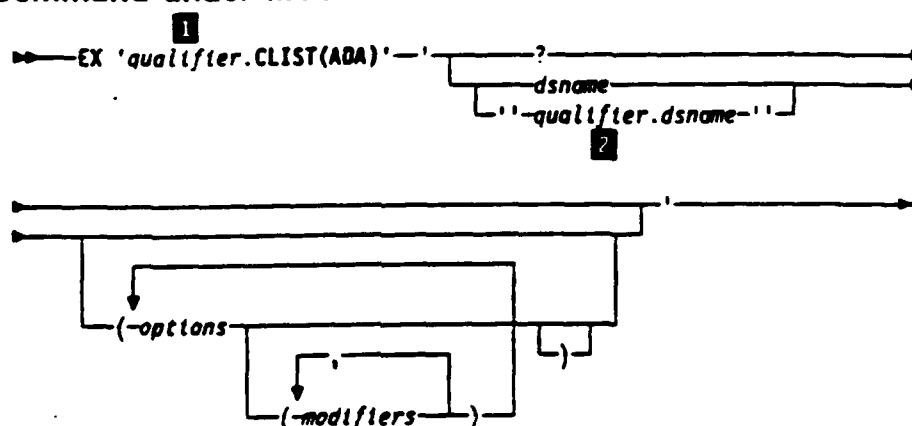 1
EX 'qualifier.CLIST(ADA)' ' ?
dsname
''qualifier.dsname''
2
'
(options
)
,
(modifiers )